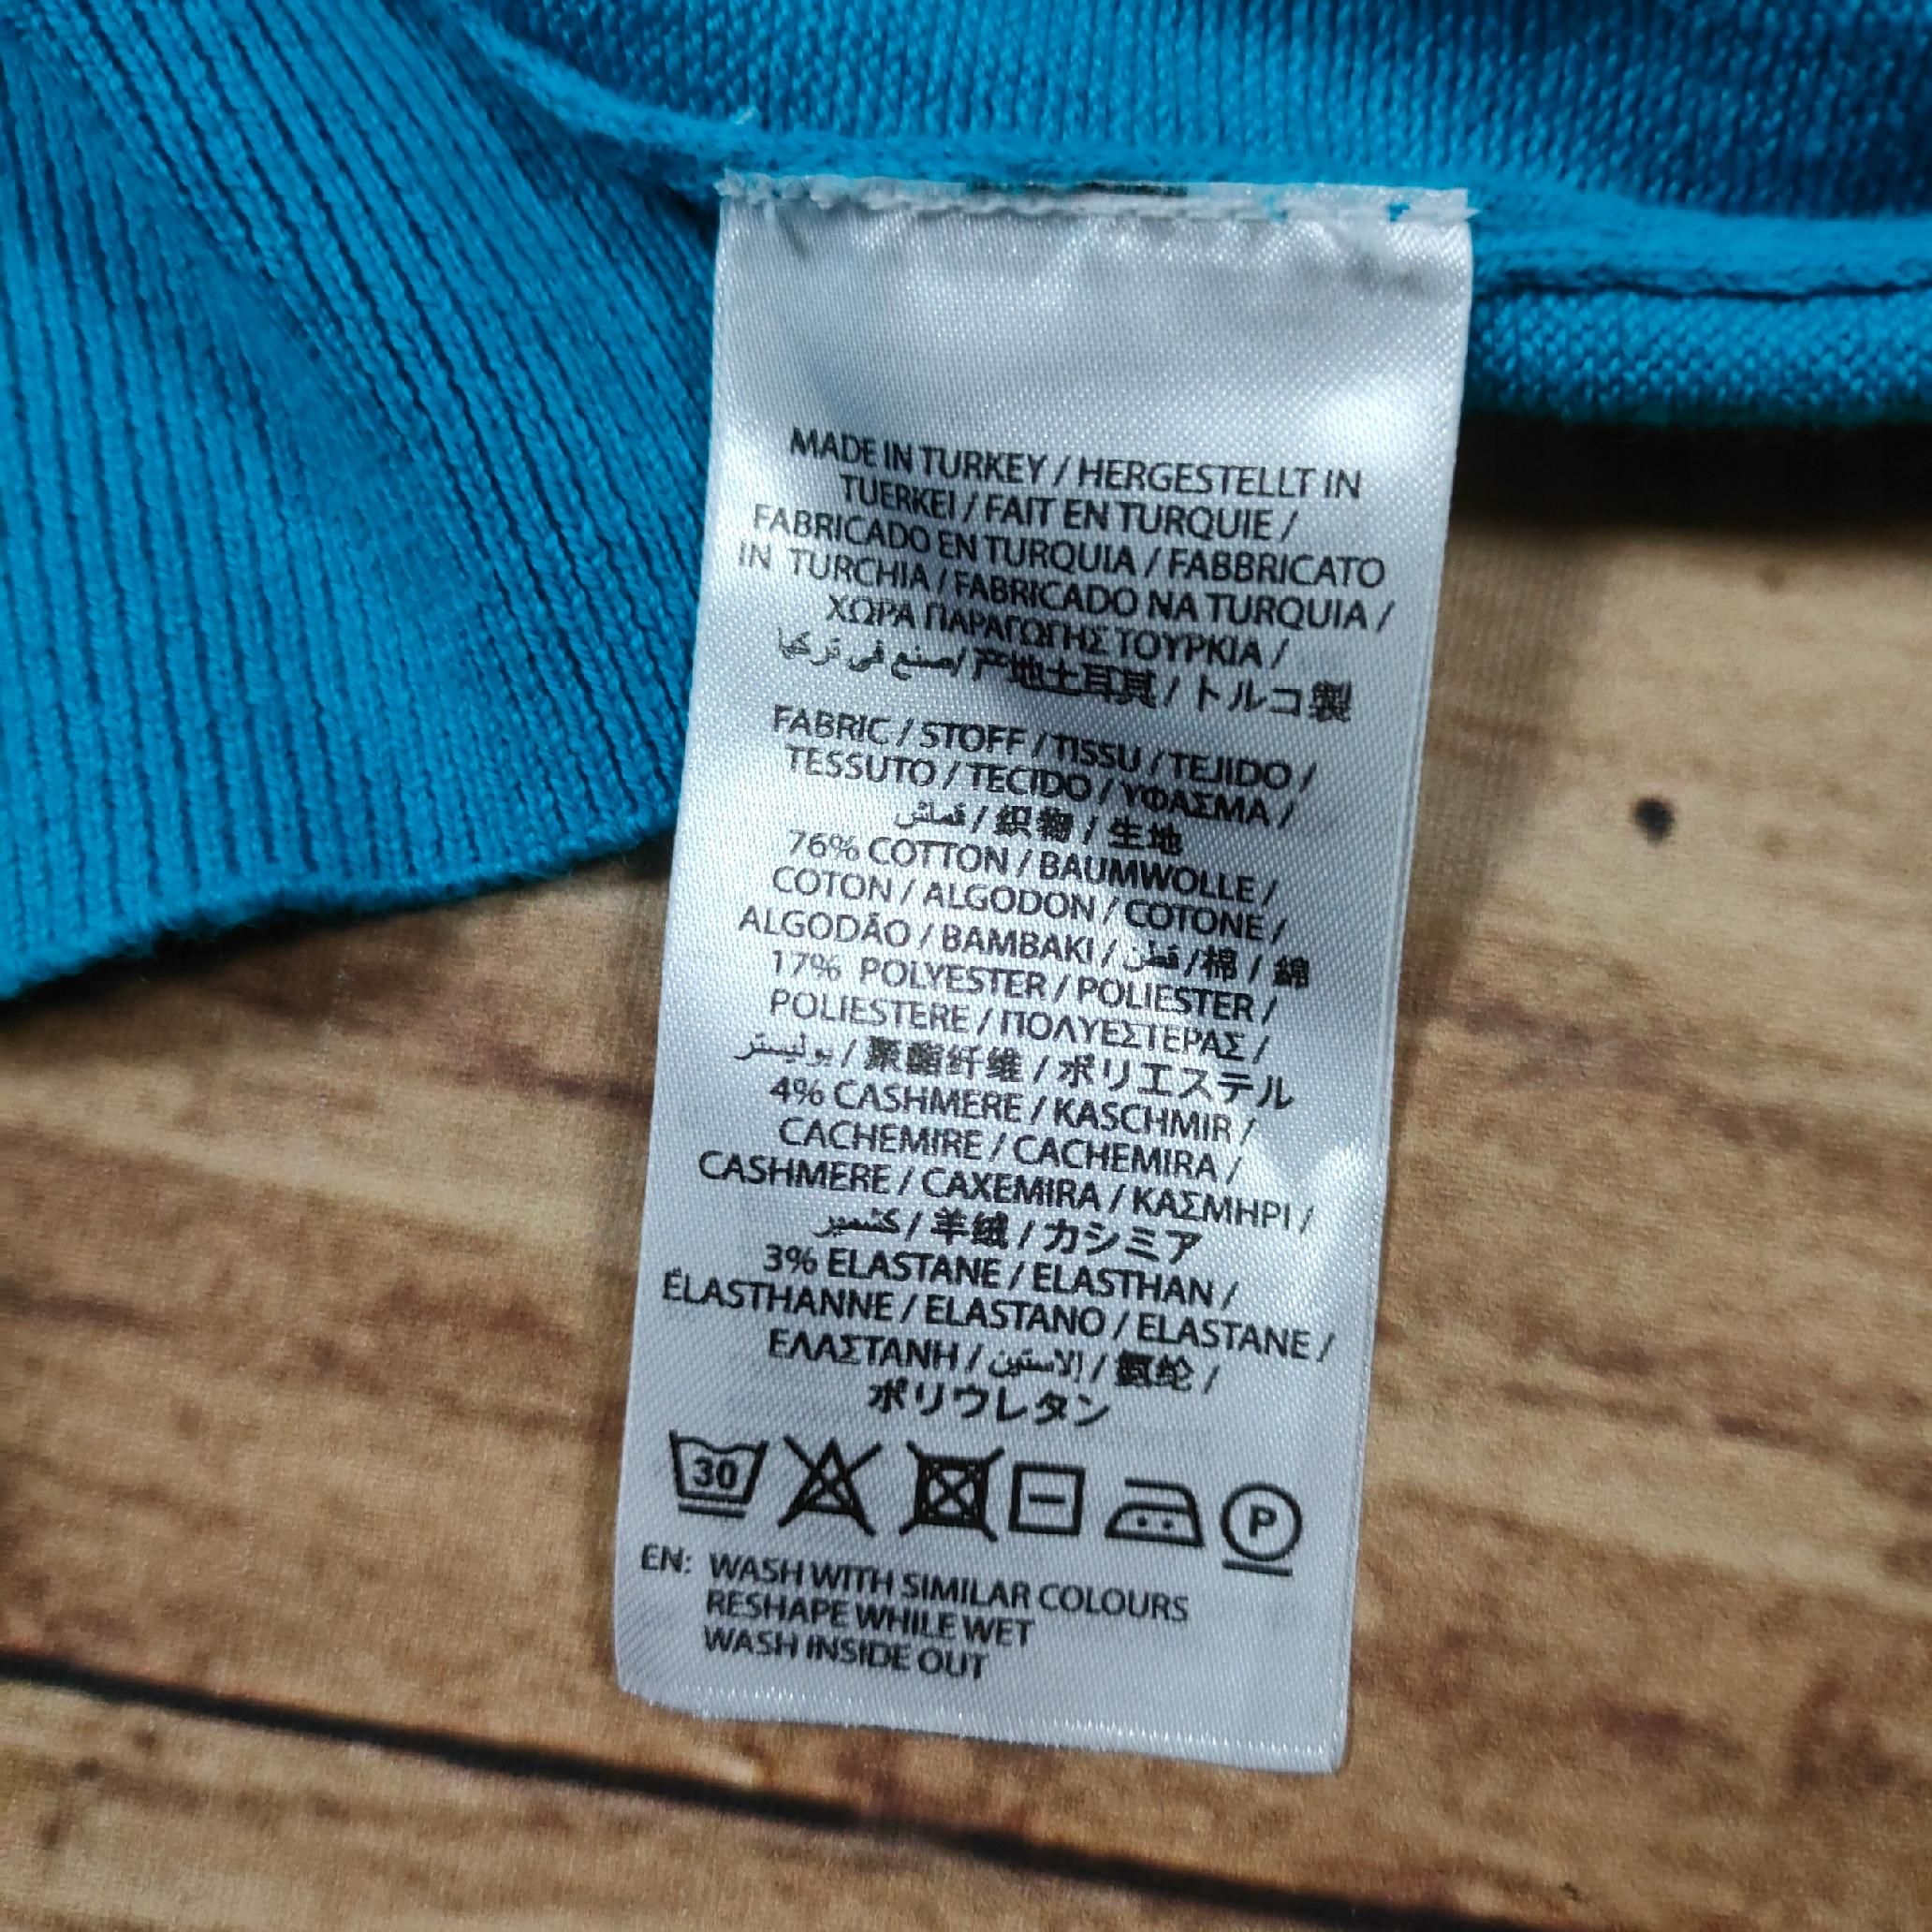 MADE IN TURKEY / HERGESTELLT IN
TUERKEI / FAIT EN TURQUIE /
FABRICADO EN TURQUIA / FABBRICATO
IN TURCHIA / FABRICADO NA TURQUIA /
ΧΩΡΑ ΠΑΡΑΓΩΓΗΣ ΤΟΥΡΚΙΑ /
صنع في تركيا/产地土耳其 / トルコ製
FABRIC / STOFF / TISSU / TEJIDO /
TESSUTO / TECIDO / ΥΦΑΣΜΑ /
قماش / 织物 / 生地
76% COTTON / BAUMWOLLE /
COTON / ALGODON / COTONE /
ALGODÃO / BAMBAKI / قطن /棉 / 綿
17% POLYESTER / POLIESTER /
POLIESTERE / ΠΟΛΥΕΣΤΕΡΑΣ /
بوليستر / 聚酯纤维 / ポリエステル
4% CASHMERE / KASCHMIR /
CACHEMIRE / CACHEMIRA /
CASHMERE / CAXEMIRA / ΚΑΣΜΗΡΙ /
كشمير / 羊绒 / カシミア
3% ELASTANE / ELASTHAN /
ÉLASTHANNE / ELASTANO / ELASTANE /
ΕΛΑΣΤΑΝΗ / الاستين / 氨纶 /
ポリウレタン
30 P
EN: WASH WITH SIMILAR COLOURS
RESHAPE WHILE WET
WASH INSIDE OUT